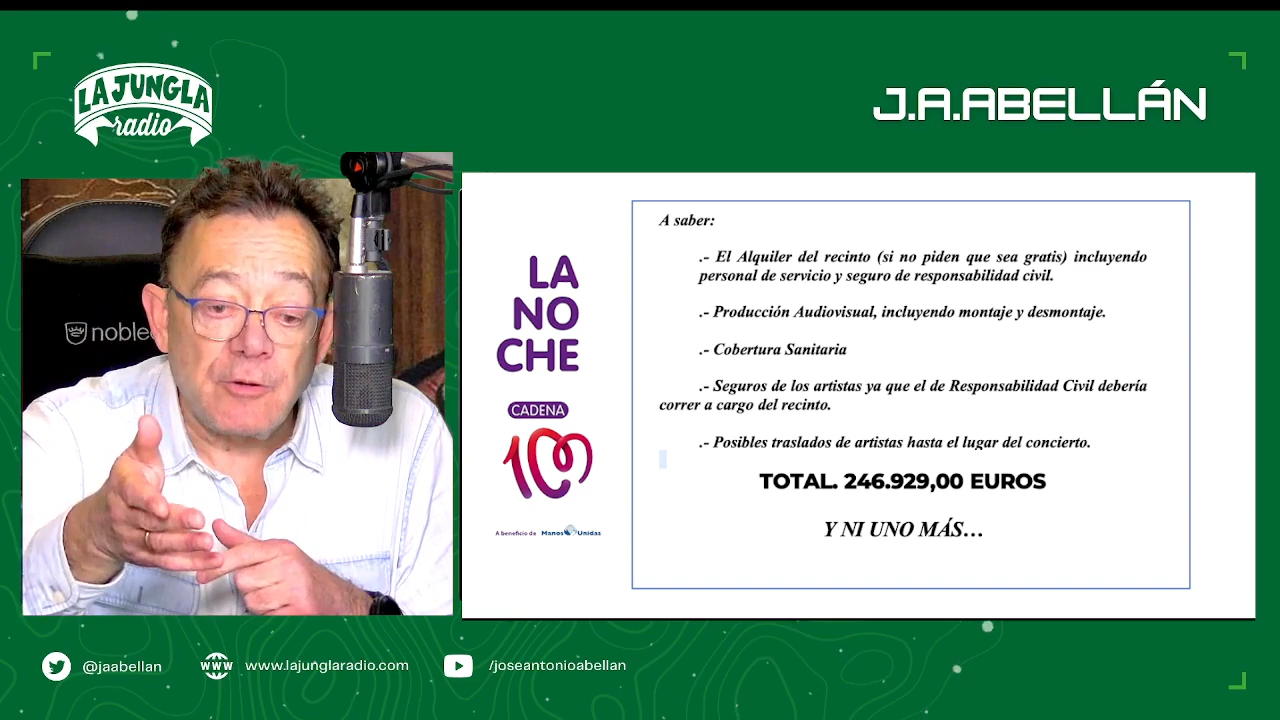 LA JUNGLA
radio
J.A.ABELLÁN
noble
LA
NO
CHE
CADENA
100
A beneficio de Manos Unidas
A saber:
.- El Alquiler del recinto (si no piden que sea gratis) incluyendo
personal de servicio y seguro de responsabilidad civil.
.- Producción Audiovisual, incluyendo montaje y desmontaje.
.- Cobertura Sanitaria
.- Seguros de los artistas ya que el de Responsabilidad Civil debería
correr a cargo del recinto.
.- Posibles traslados de artistas hasta el lugar del concierto.
TOTAL. 246.929,00 EUROS
Y NI UNO MÁS…
@jaabellan
www
www.lajunglaradio.com
/joseantonioabellan